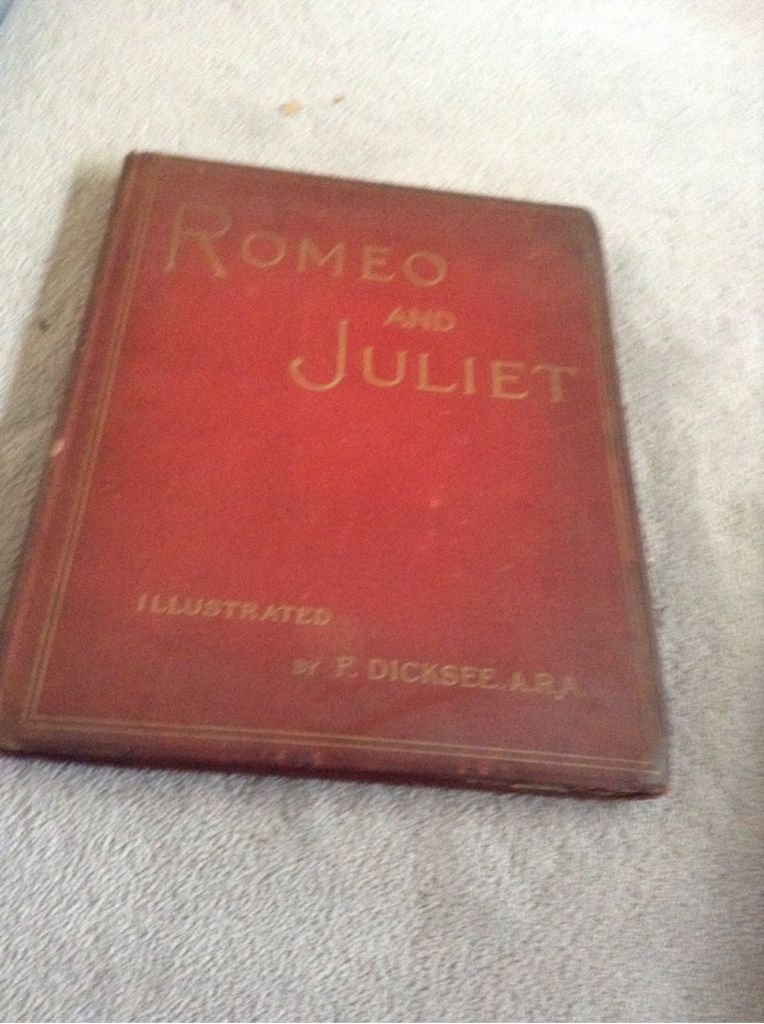 ROMEO
AND
JULIET
ILLUSTRATED
BY F. DICKSEE. A.R.A.